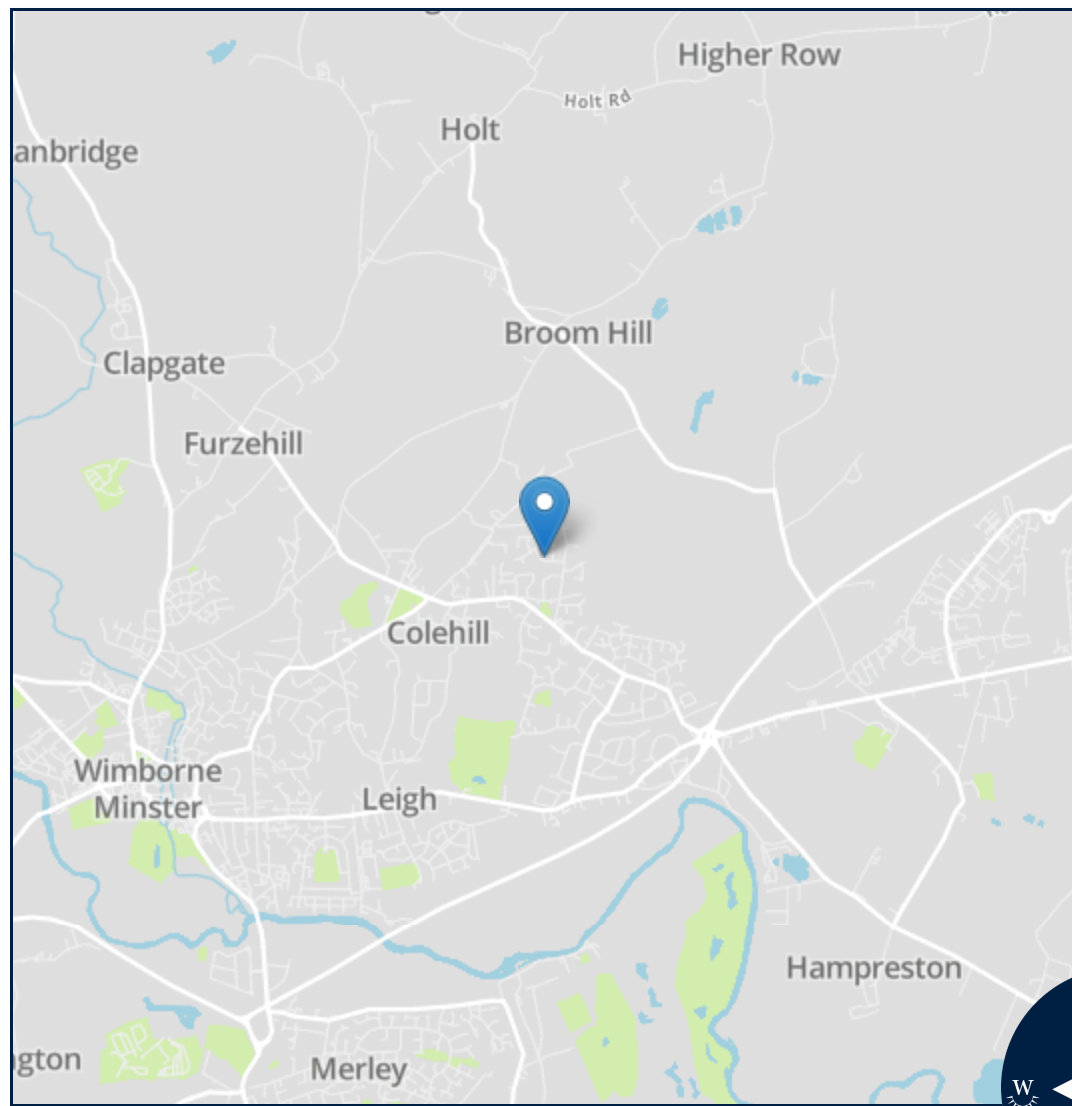 Higher Row
Holt Rd
Holt
anbridge
Broom Hill
Clapgate
Furzehill
Colehill
Wimborne
Minster
Leigh
Hampreston
gton
Merley
W